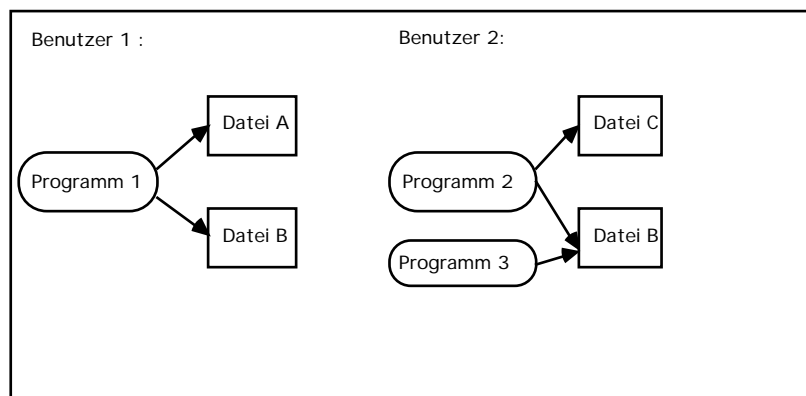 Benutzer 1 :
Datei A
Programm 1
Datei B
Benutzer 2:
Datei C
Programm 2
Datei B
Programm 3